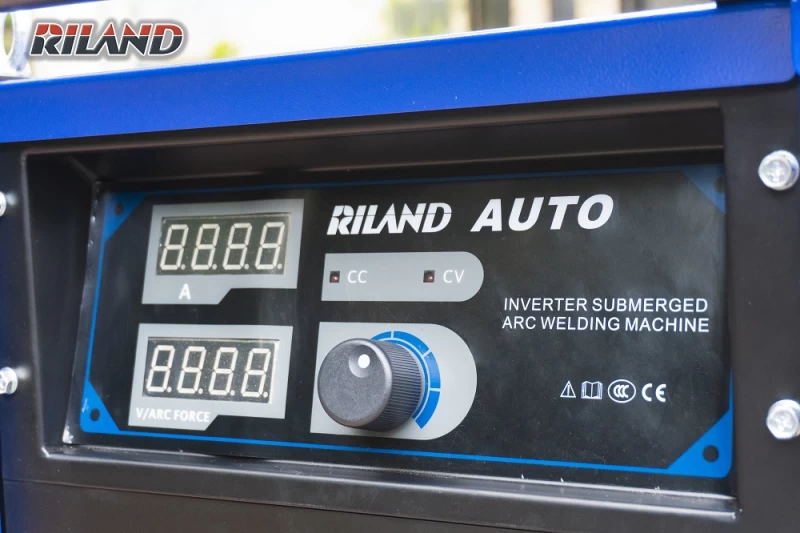 RILAND
RILAND AUTO
8.8.8.8.
A
CC CV
INVERTER SUBMERGED
ARC WELDING MACHINE
8.8.8.8.
V/ARC FORCE
CCC CE